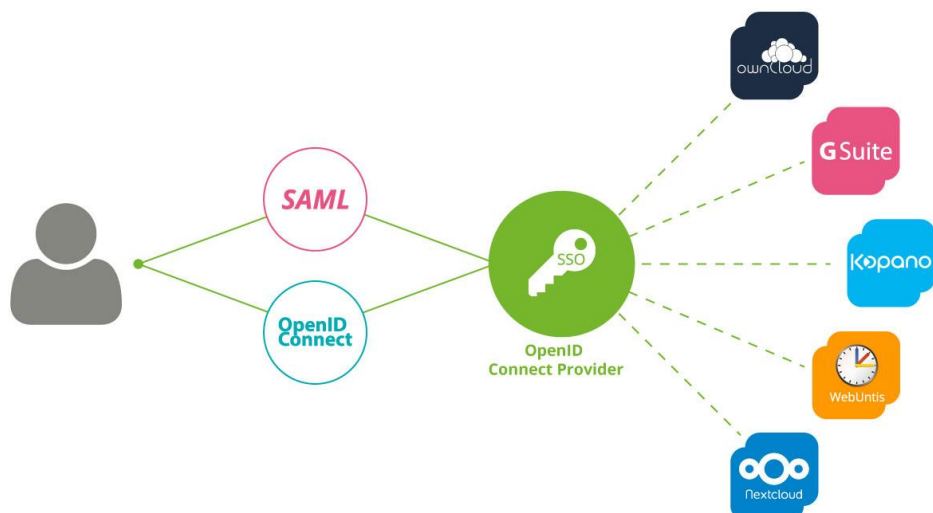 SAML
OpenID
Connect
SSO
OpenID
Connect Provider
ownCloud
G Suite
Kopano
WebUntis
Nextcloud